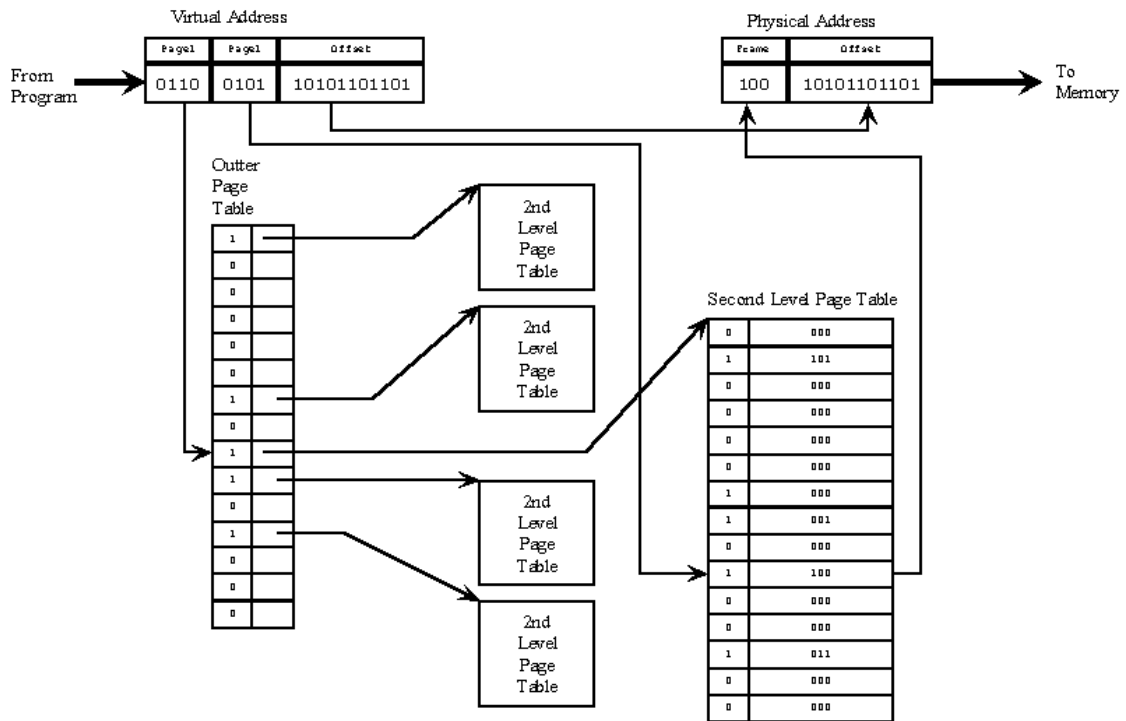 Virtual Address
Page1 Page1 Offset
0110 0101 10101101101
From
Program
Physical Address
Frame Offset
100 10101101101
To
Memory
Outter
Page
Table
1
0
0
0
0
0
1
0
1
1
0
1
0
0
0
2nd
Level
Page
Table
2nd
Level
Page
Table
2nd
Level
Page
Table
2nd
Level
Page
Table
Second Level Page Table
0 000
1 101
0 000
0 000
0 000
0 000
1 000
1 001
0 000
1 100
0 000
0 000
1 011
0 000
0 000